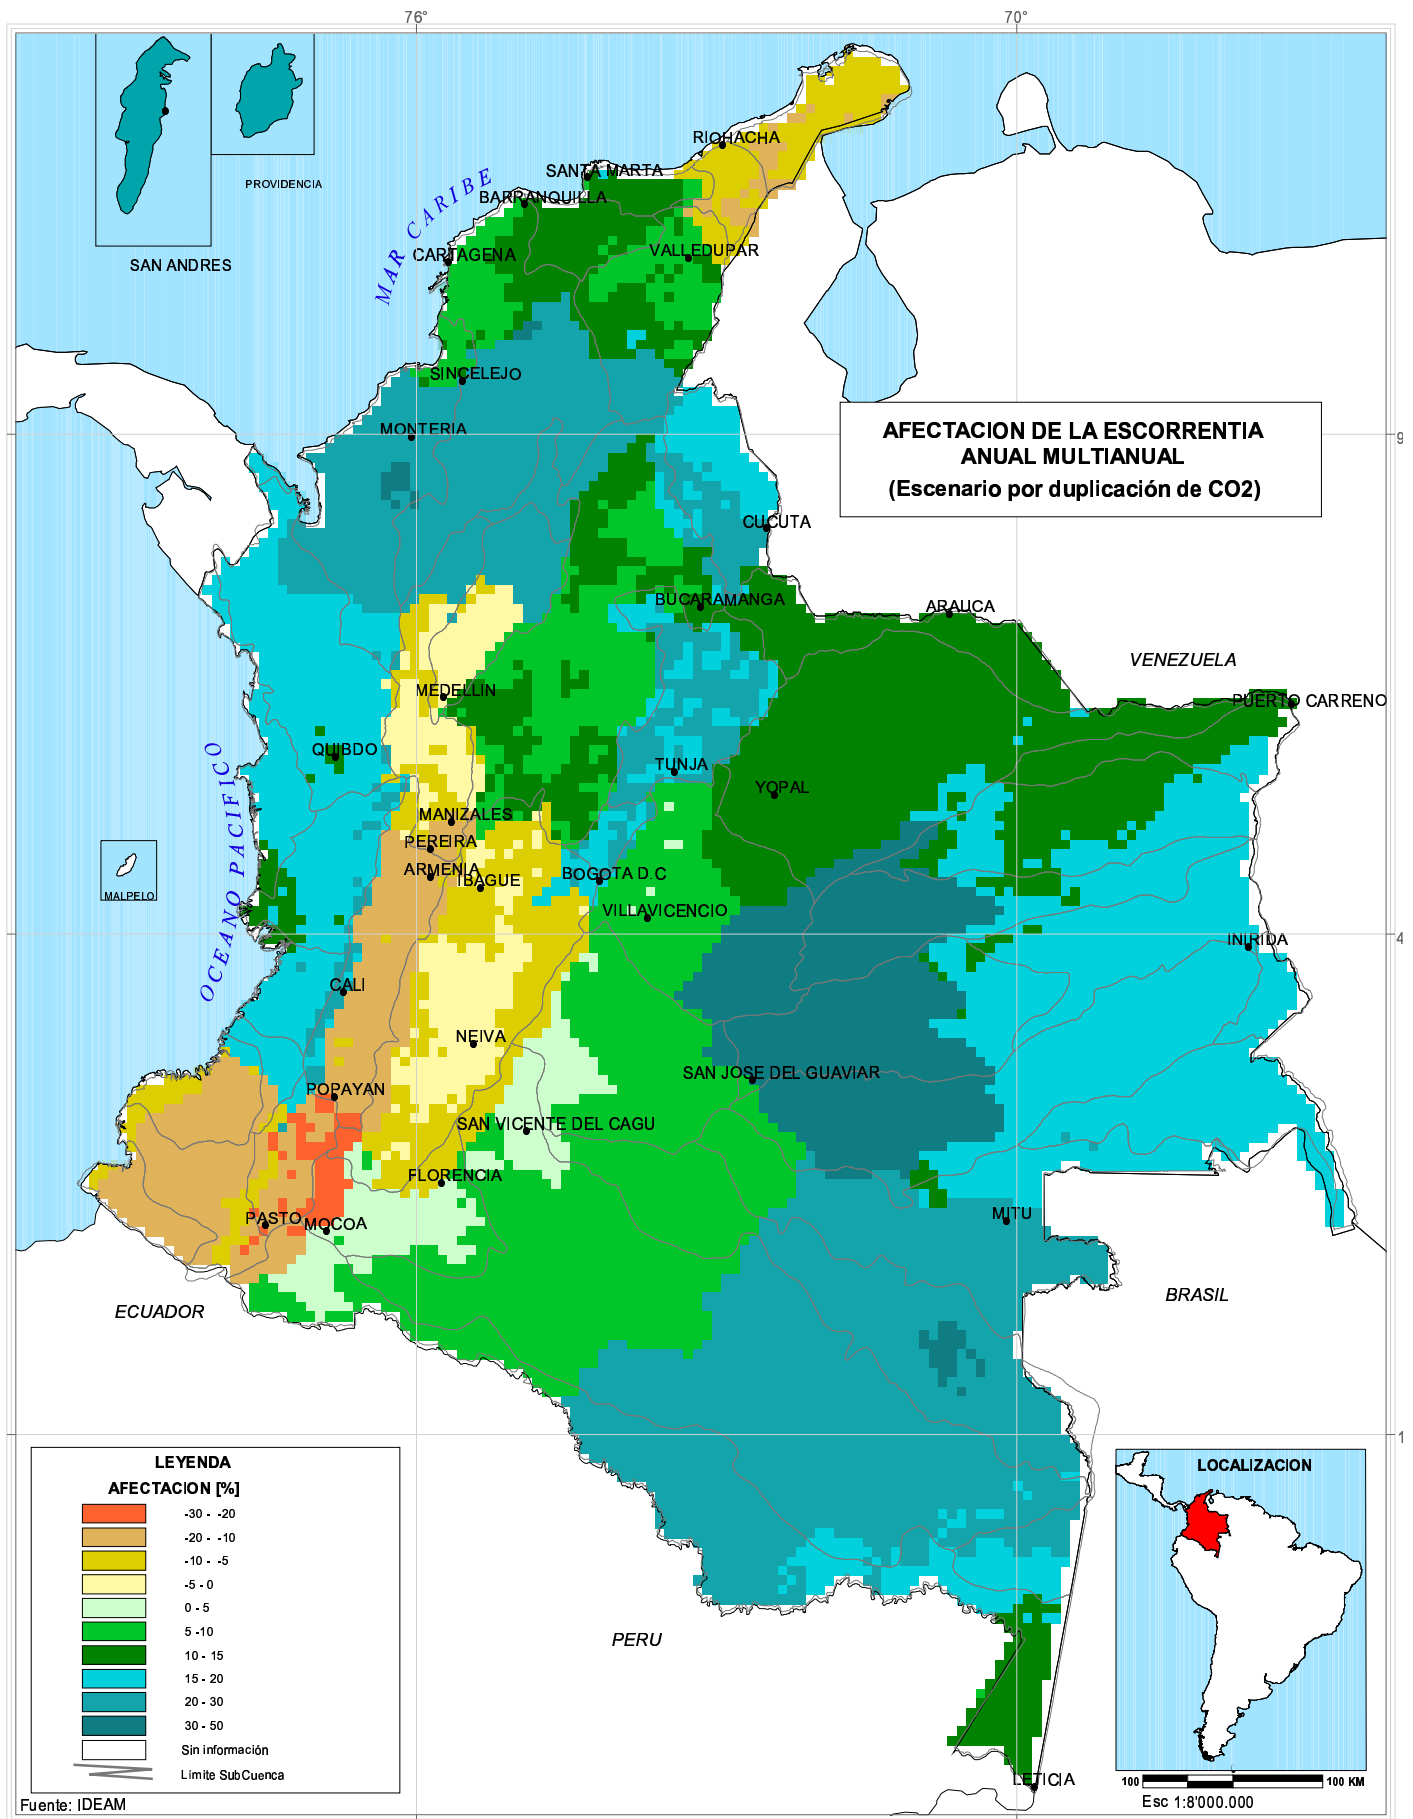 76°
70°
PROVIDENCIA
SAN ANDRES
MAR CARIBE
RIOHACHA
SANTA MARTA
BARRANQUILLA
CARTAGENA
VALLEDUPAR
SINCELEJO
MONTERIA
AFECTACION DE LA ESCORRENTIA
ANUAL MULTIANUAL
(Escenario por duplicación de CO2)
9
CUCUTA
BUCARAMANGA
ARAUCA
VENEZUELA
MEDELLIN
PUERTO CARREÑO
QUIBDO
OCEANO PACIFICO
TUNJA
YOPAL
MANIZALES
PEREIRA
ARMENIA
IBAGUE
BOGOTA D.C
MALPELO
VILLAVICENCIO
4
INIRIDA
CALI
NEIVA
SAN JOSE DEL GUAVIAR
POPAYAN
SAN VICENTE DEL CAGU
FLORENCIA
PASTO
MOCOA
MITU
ECUADOR
BRASIL
1
LEYENDA
AFECTACION [%]
-30 - -20
-20 - -10
-10 - -5
-5 - 0
0 - 5
5 -10
10 - 15
15 - 20
20 - 30
30 - 50
Sin información
Límite SubCuenca
Fuente: IDEAM
PERU
LETICIA
LOCALIZACION
100 0 100 KM
Esc 1:8'000.000